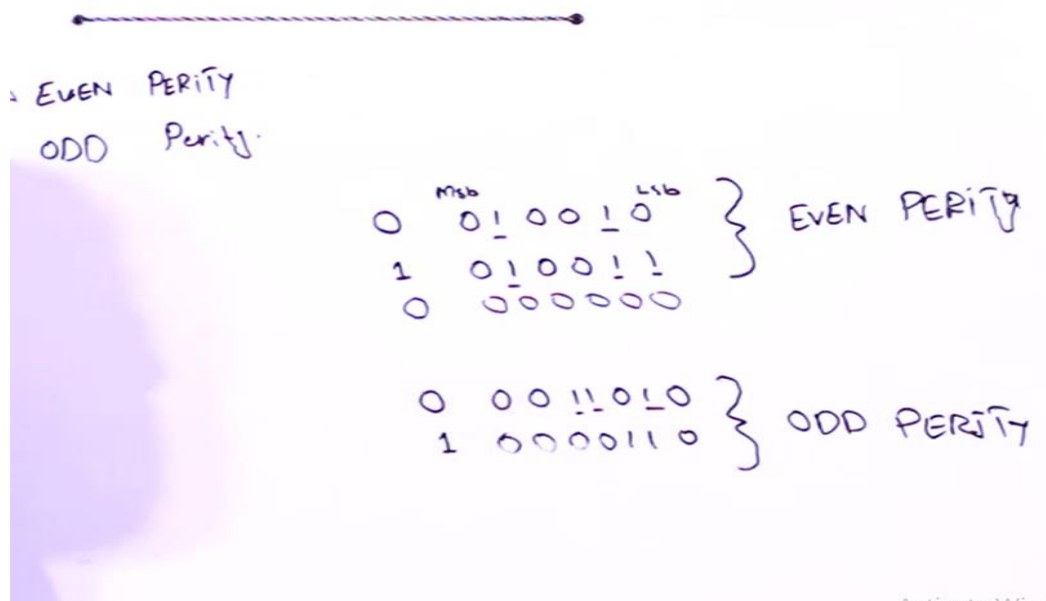 EVEN PERITY
ODD Perity.
Msb Lsb
0 010010 } EVEN PERITY
1 010011
0 000000
0 0011010 } ODD PERITY
1 0000110